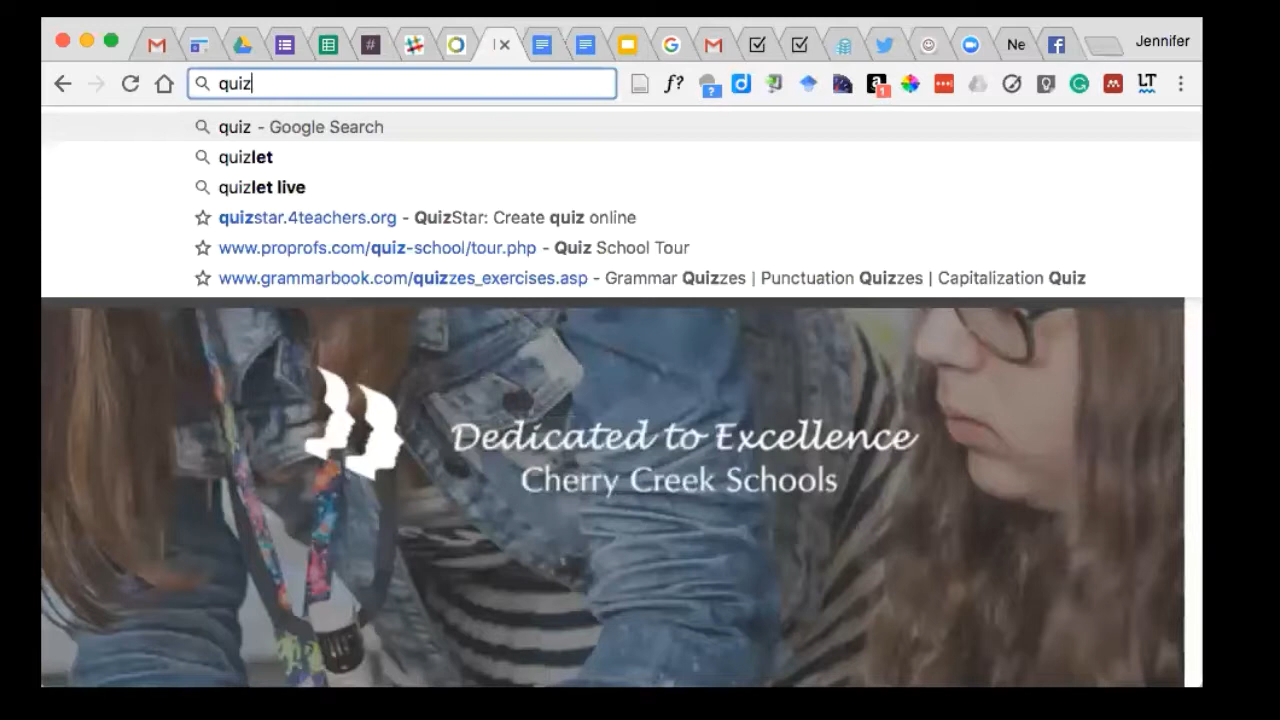 Ne
Jennifer
quiz
f?
?
d
a
1
LT
quiz - Google Search
quizlet
quizlet live
quizstar.4teachers.org - QuizStar: Create quiz online
www.proprofs.com/quiz-school/tour.php - Quiz School Tour
www.grammarbook.com/quizzes_exercises.asp - Grammar Quizzes | Punctuation Quizzes | Capitalization Quiz
Dedicated to Excellence
Cherry Creek Schools